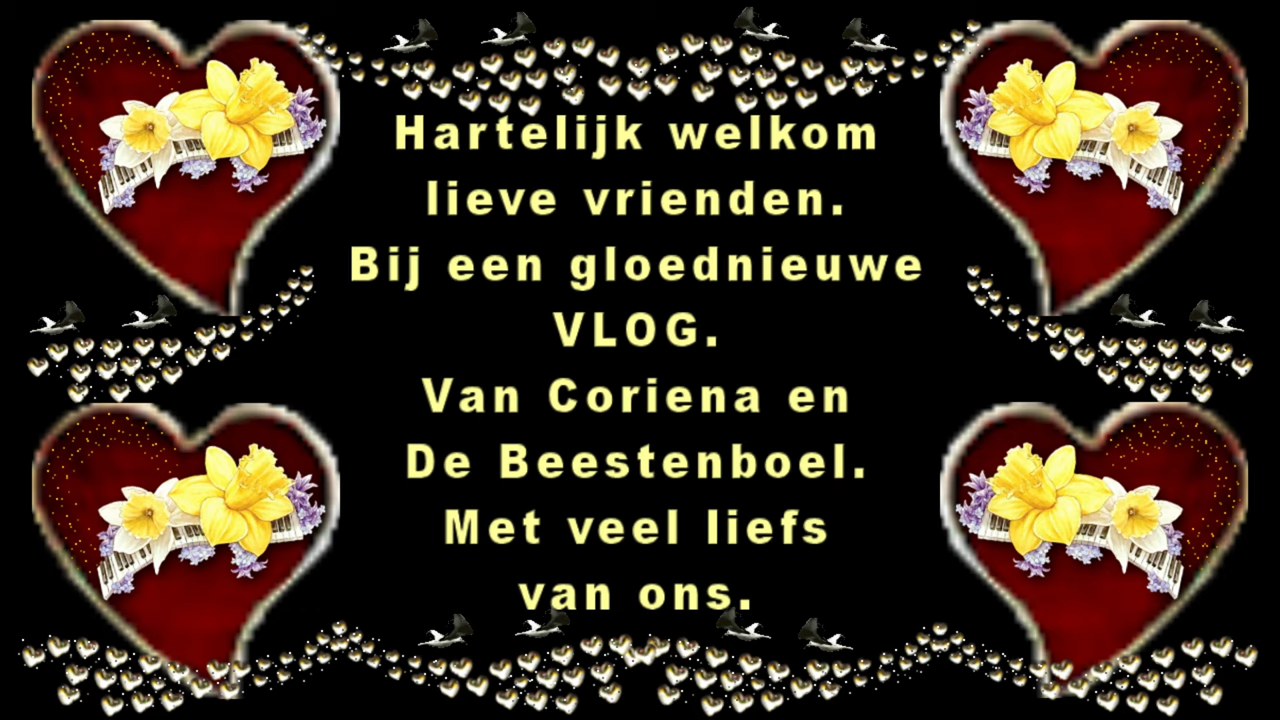 Hartelijk welkom
lieve vrienden.
Bij een gloednieuwe
VLOG.
Van Coriena en
De Beestenboel.
Met veel liefs
van ons.